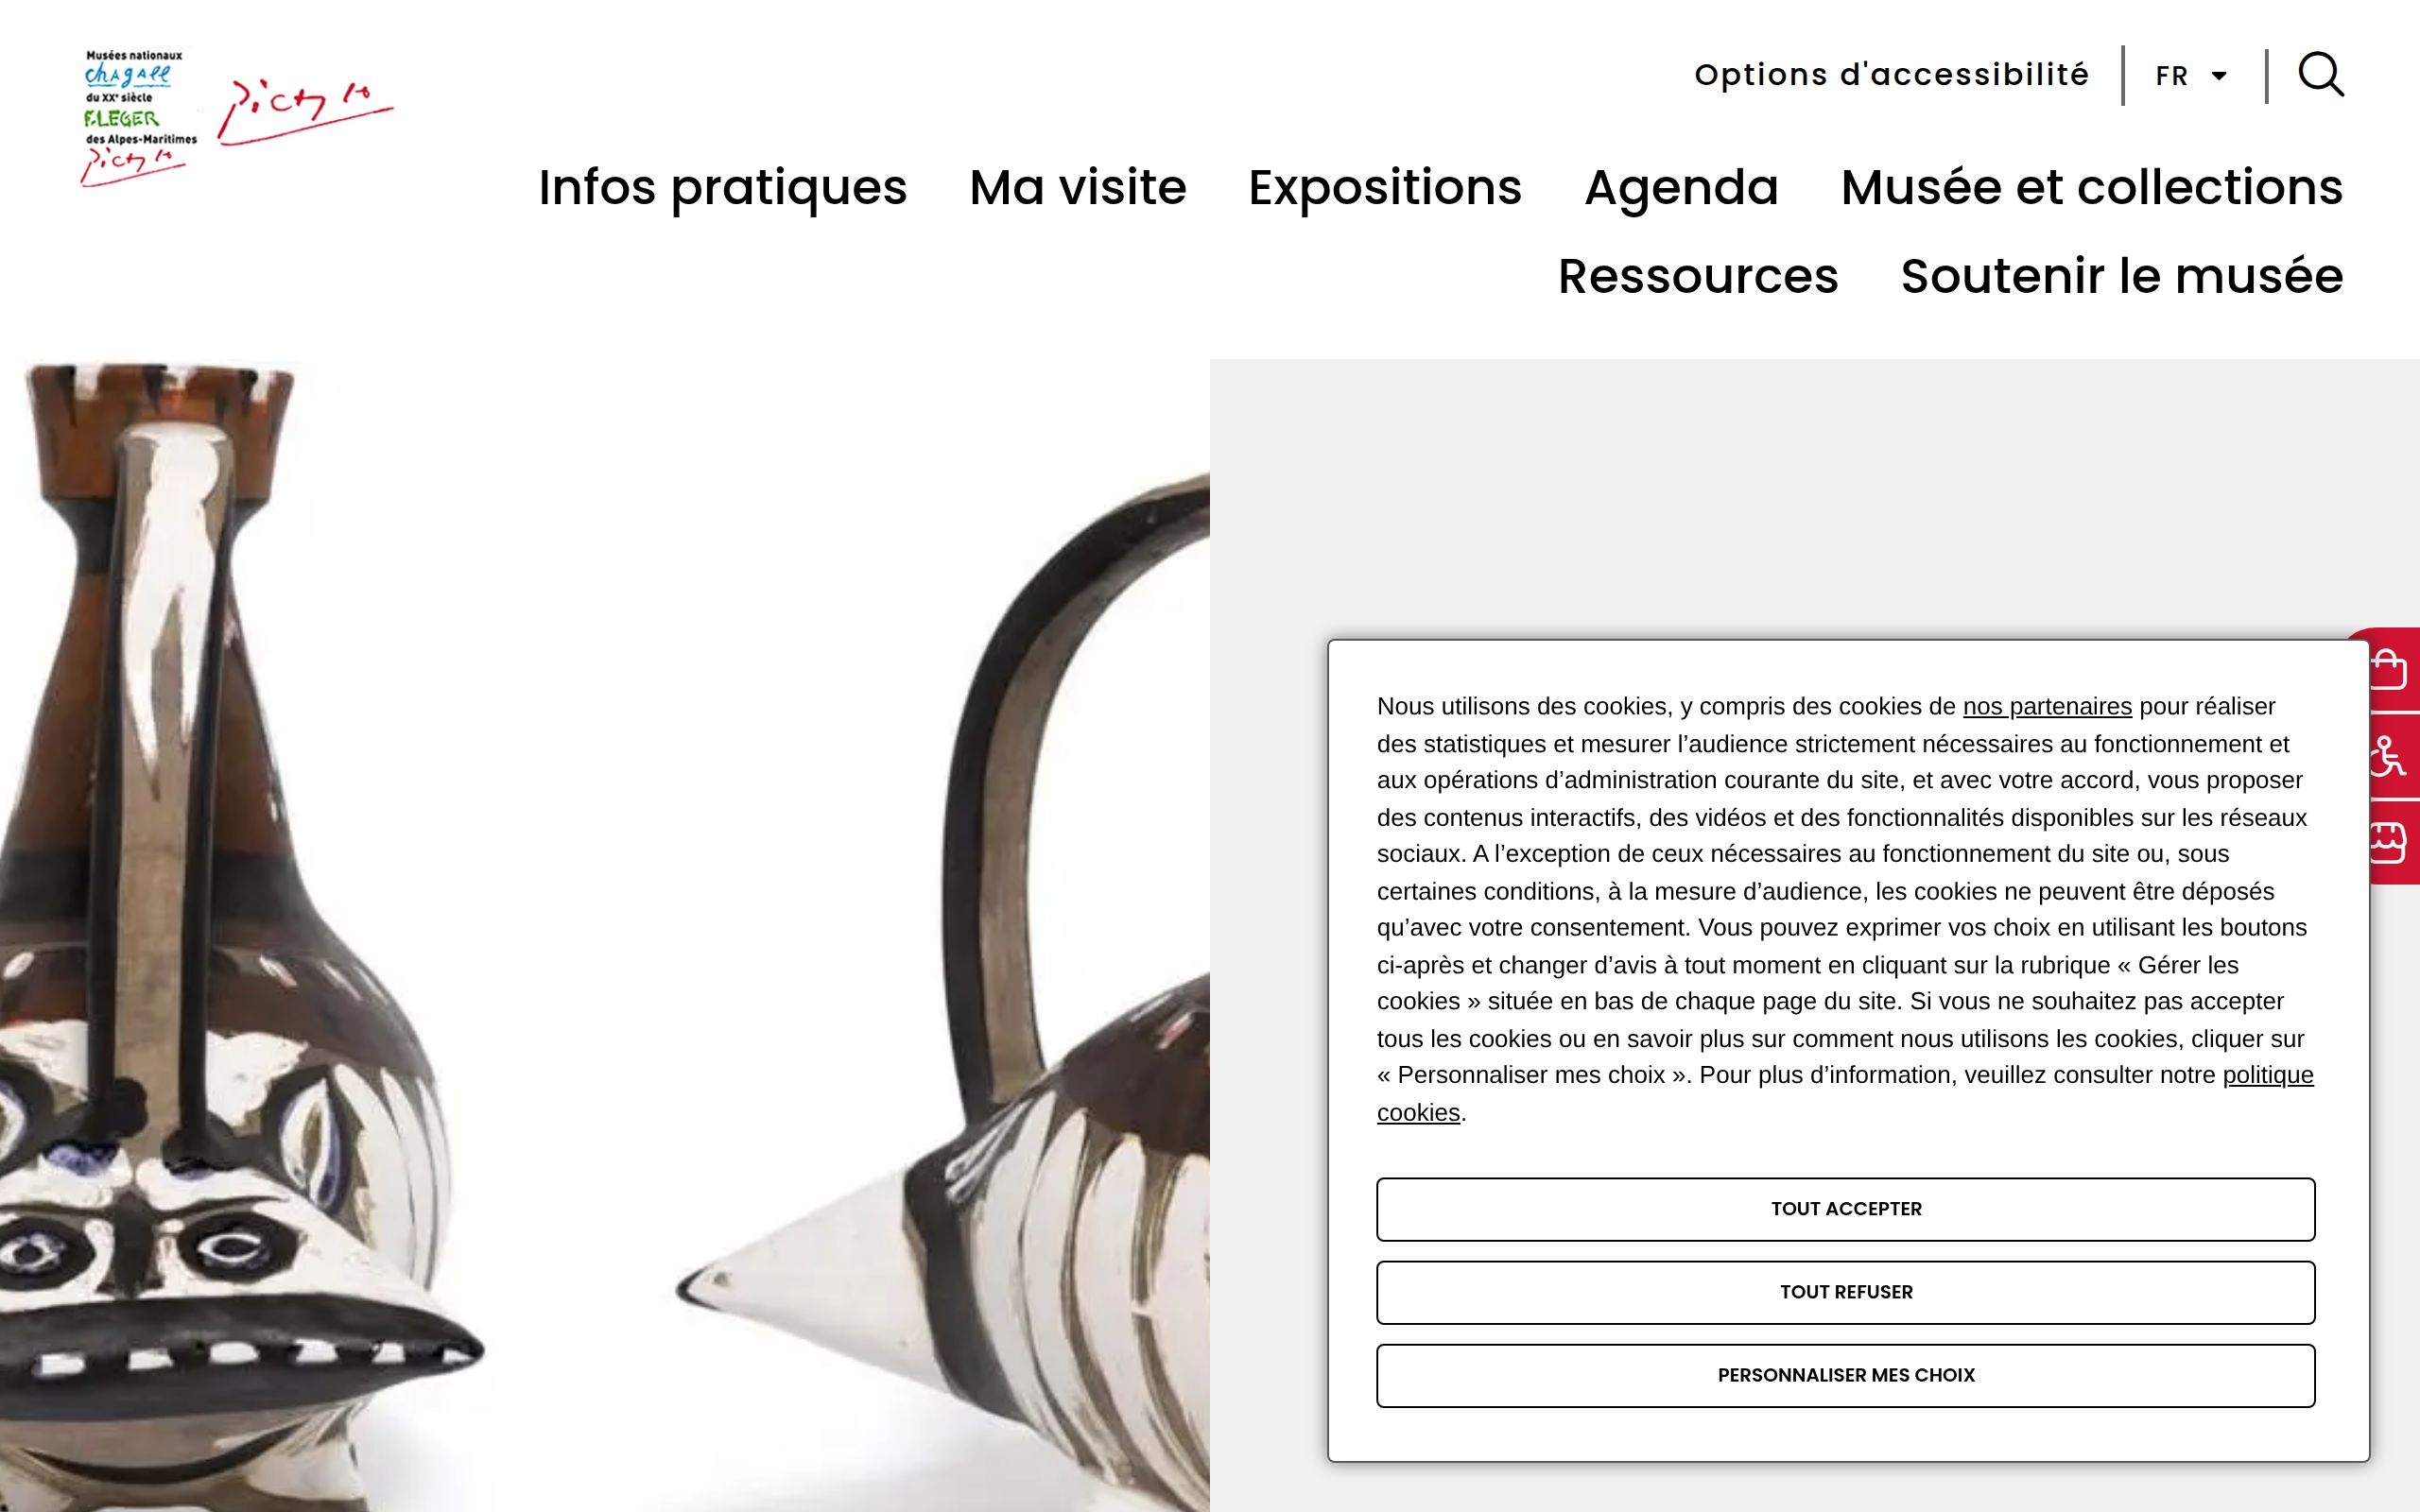 Musées nationaux
chagall
du XXe siècle
F.LEGER
des Alpes-Maritimes
Picasso
Picasso
Options d'accessibilité
FR
Infos pratiques
Ma visite
Expositions
Agenda
Musée et collections
Ressources
Soutenir le musée
Nous utilisons des cookies, y compris des cookies de nos partenaires pour réaliser
des statistiques et mesurer l’audience strictement nécessaires au fonctionnement et
aux opérations d’administration courante du site, et avec votre accord, vous proposer
des contenus interactifs, des vidéos et des fonctionnalités disponibles sur les réseaux
sociaux. A l’exception de ceux nécessaires au fonctionnement du site ou, sous
certaines conditions, à la mesure d’audience, les cookies ne peuvent être déposés
qu’avec votre consentement. Vous pouvez exprimer vos choix en utilisant les boutons
ci-après et changer d’avis à tout moment en cliquant sur la rubrique « Gérer les
cookies » située en bas de chaque page du site. Si vous ne souhaitez pas accepter
tous les cookies ou en savoir plus sur comment nous utilisons les cookies, cliquer sur
« Personnaliser mes choix ». Pour plus d’information, veuillez consulter notre politique
cookies.
TOUT ACCEPTER
TOUT REFUSER
PERSONNALISER MES CHOIX